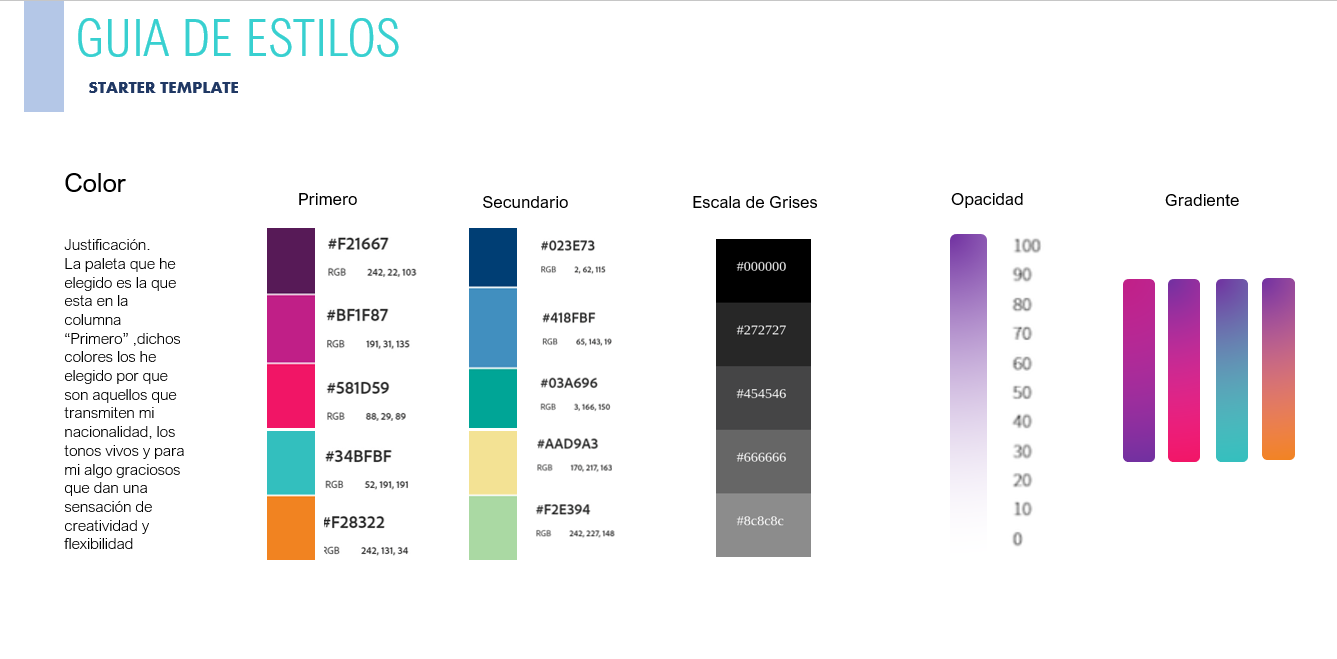 GUIA DE ESTILOS
STARTER TEMPLATE
Color
Justificación.
La paleta que he
elegido es la que
esta en la
columna
“Primero” ,dichos
colores los he
elegido por que
son aquellos que
transmiten mi
nacionalidad, los
tonos vivos y para
mi algo graciosos
que dan una
sensación de
creatividad y
flexibilidad
Primero
#F21667
RGB 242, 22, 103
#BF1F87
RGB 191, 31, 135
#581D59
RGB 88, 29, 89
#34BFBF
RGB 52, 191, 191
#F28322
RGB 242, 131, 34
Secundario
#023E73
RGB 2, 62, 115
#418FBF
RGB 65, 143, 19
#03A696
RGB 3, 166, 150
#AAD9A3
RGB 170, 217, 163
#F2E394
RGB 242, 227, 148
Escala de Grises
#000000
#272727
#454546
#666666
#8c8c8c
Opacidad
100
90
80
70
60
50
40
30
20
10
0
Gradiente